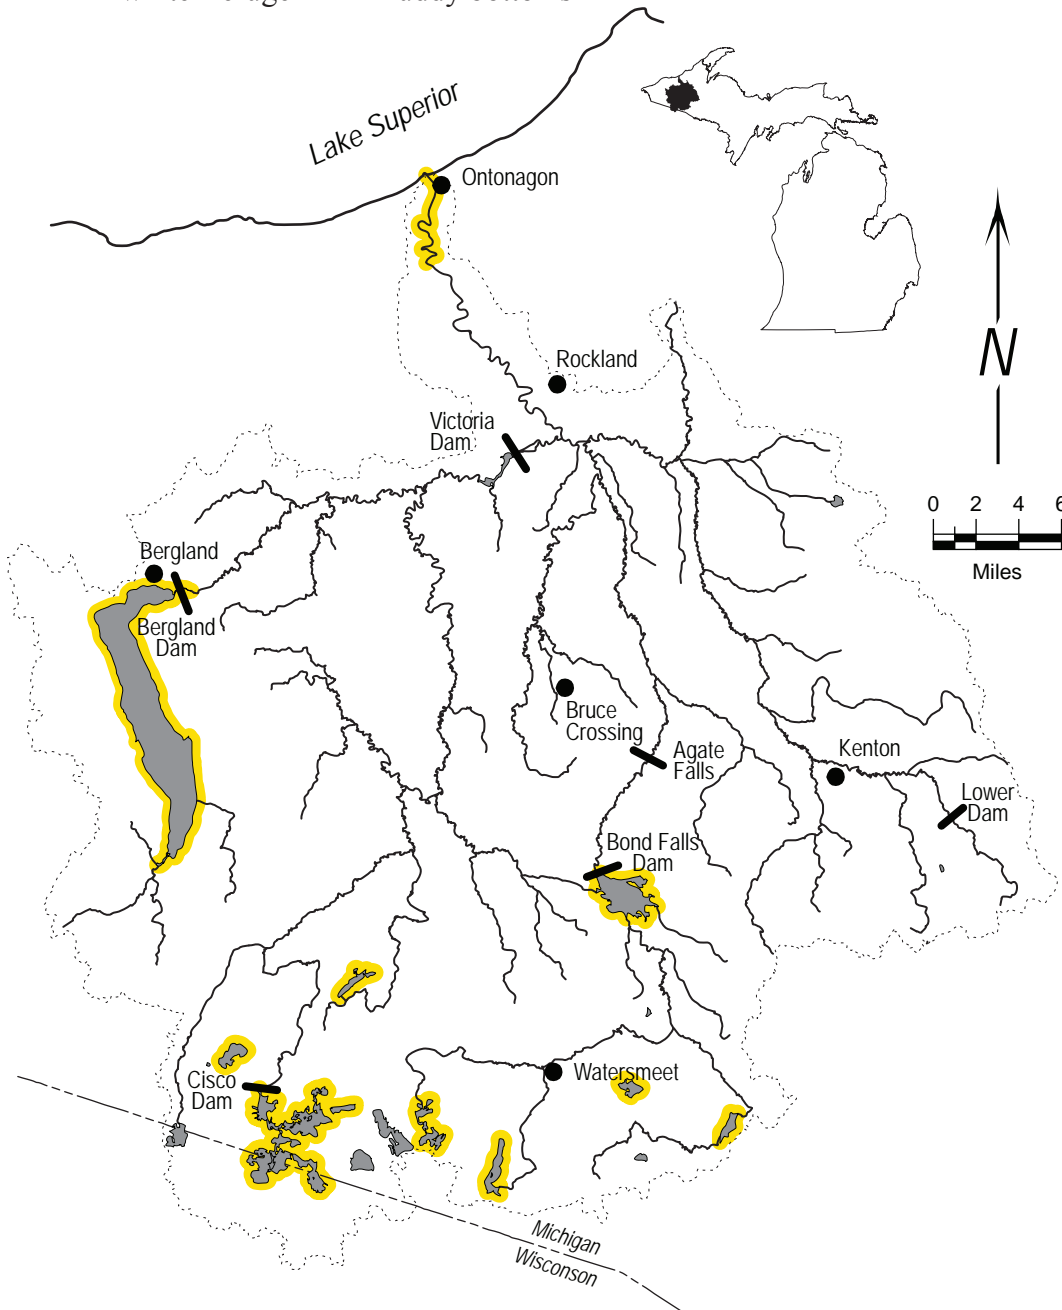 Lake Superior
Ontonagon
Rockland
Victoria
Dam
N
0 2 4 6
Miles
Bergland
Bergland
Dam
Bruce
Crossing
Agate
Falls
Kenton
Lower
Dam
Bond Falls
Dam
Cisco
Dam
Watersmeet
Michigan
Wisconson